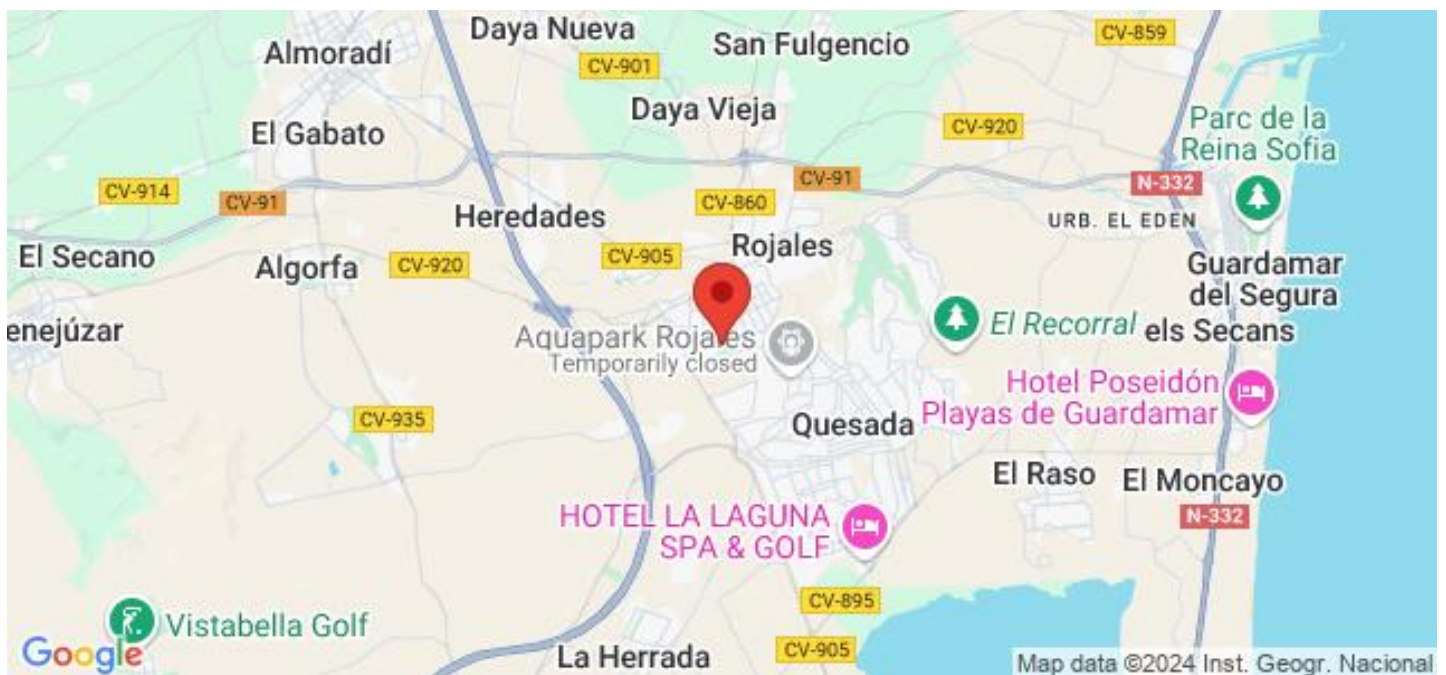 Daya Nueva
CV-859
Almoradí
San Fulgencio
CV-901
Daya Vieja
Parc de la
Reina Sofia
El Gabato
CV-920
CV-91
N-332
CV-914
CV-91
CV-860
Heredades
URB. EL EDEN
CV-905
Rojales
El Secano
Algorfa
CV-920
Guardamar
del Segura
enejúzar
Aquapark Rojales
Temporarily closed
El Recorral
els Secans
Hotel Poseidón
Playas de Guardamar
CV-935
Quesada
El Raso
El Moncayo
HOTEL LA LAGUNA
SPA & GOLF
N-332
CV-895
Vistabella Golf
Google
La Herrada
CV-905
Map data ©2024 Inst. Geogr. Nacional